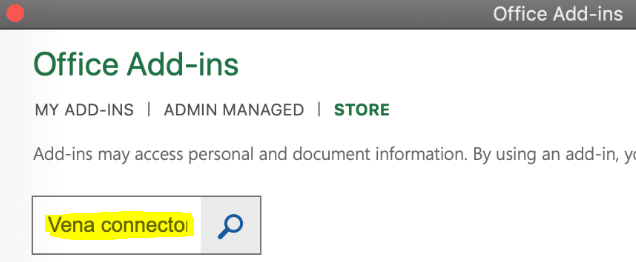 Office Add-ins
Office Add-ins
MY ADD-INS | ADMIN MANAGED | STORE
Add-ins may access personal and document information. By using an add-in,
Vena connector